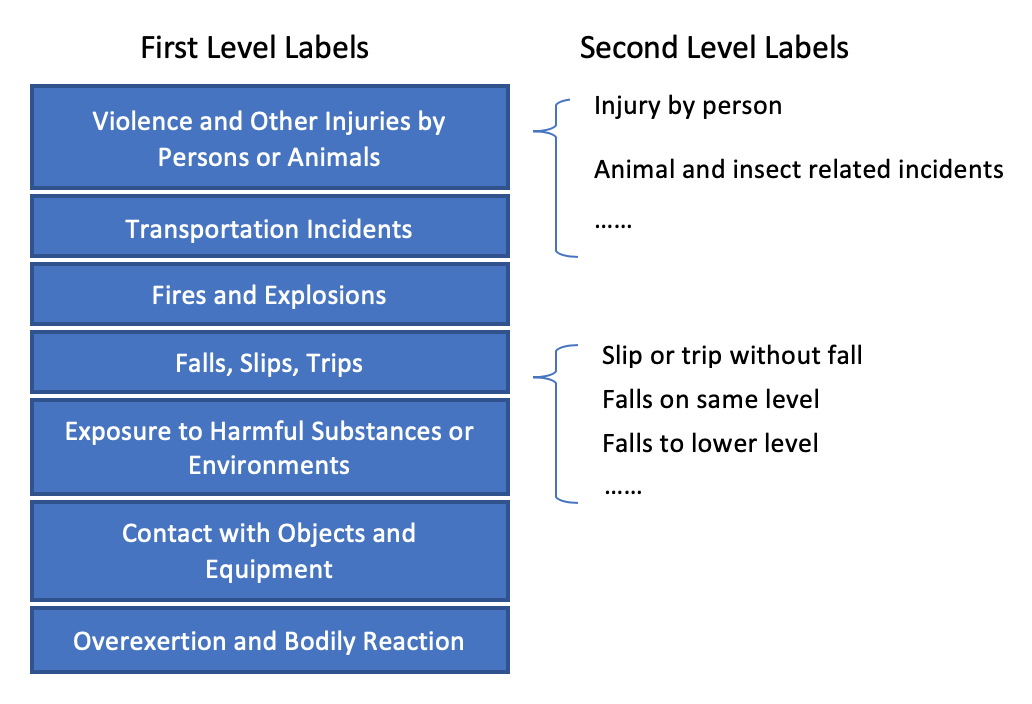 First Level Labels
Second Level Labels
Violence and Other Injuries by
Persons or Animals
Transportation Incidents
Fires and Explosions
Falls, Slips, Trips
Exposure to Harmful Substances or
Environments
Contact with Objects and
Equipment
Overexertion and Bodily Reaction
Injury by person
Animal and insect related incidents
......
Slip or trip without fall
Falls on same level
Falls to lower level
......